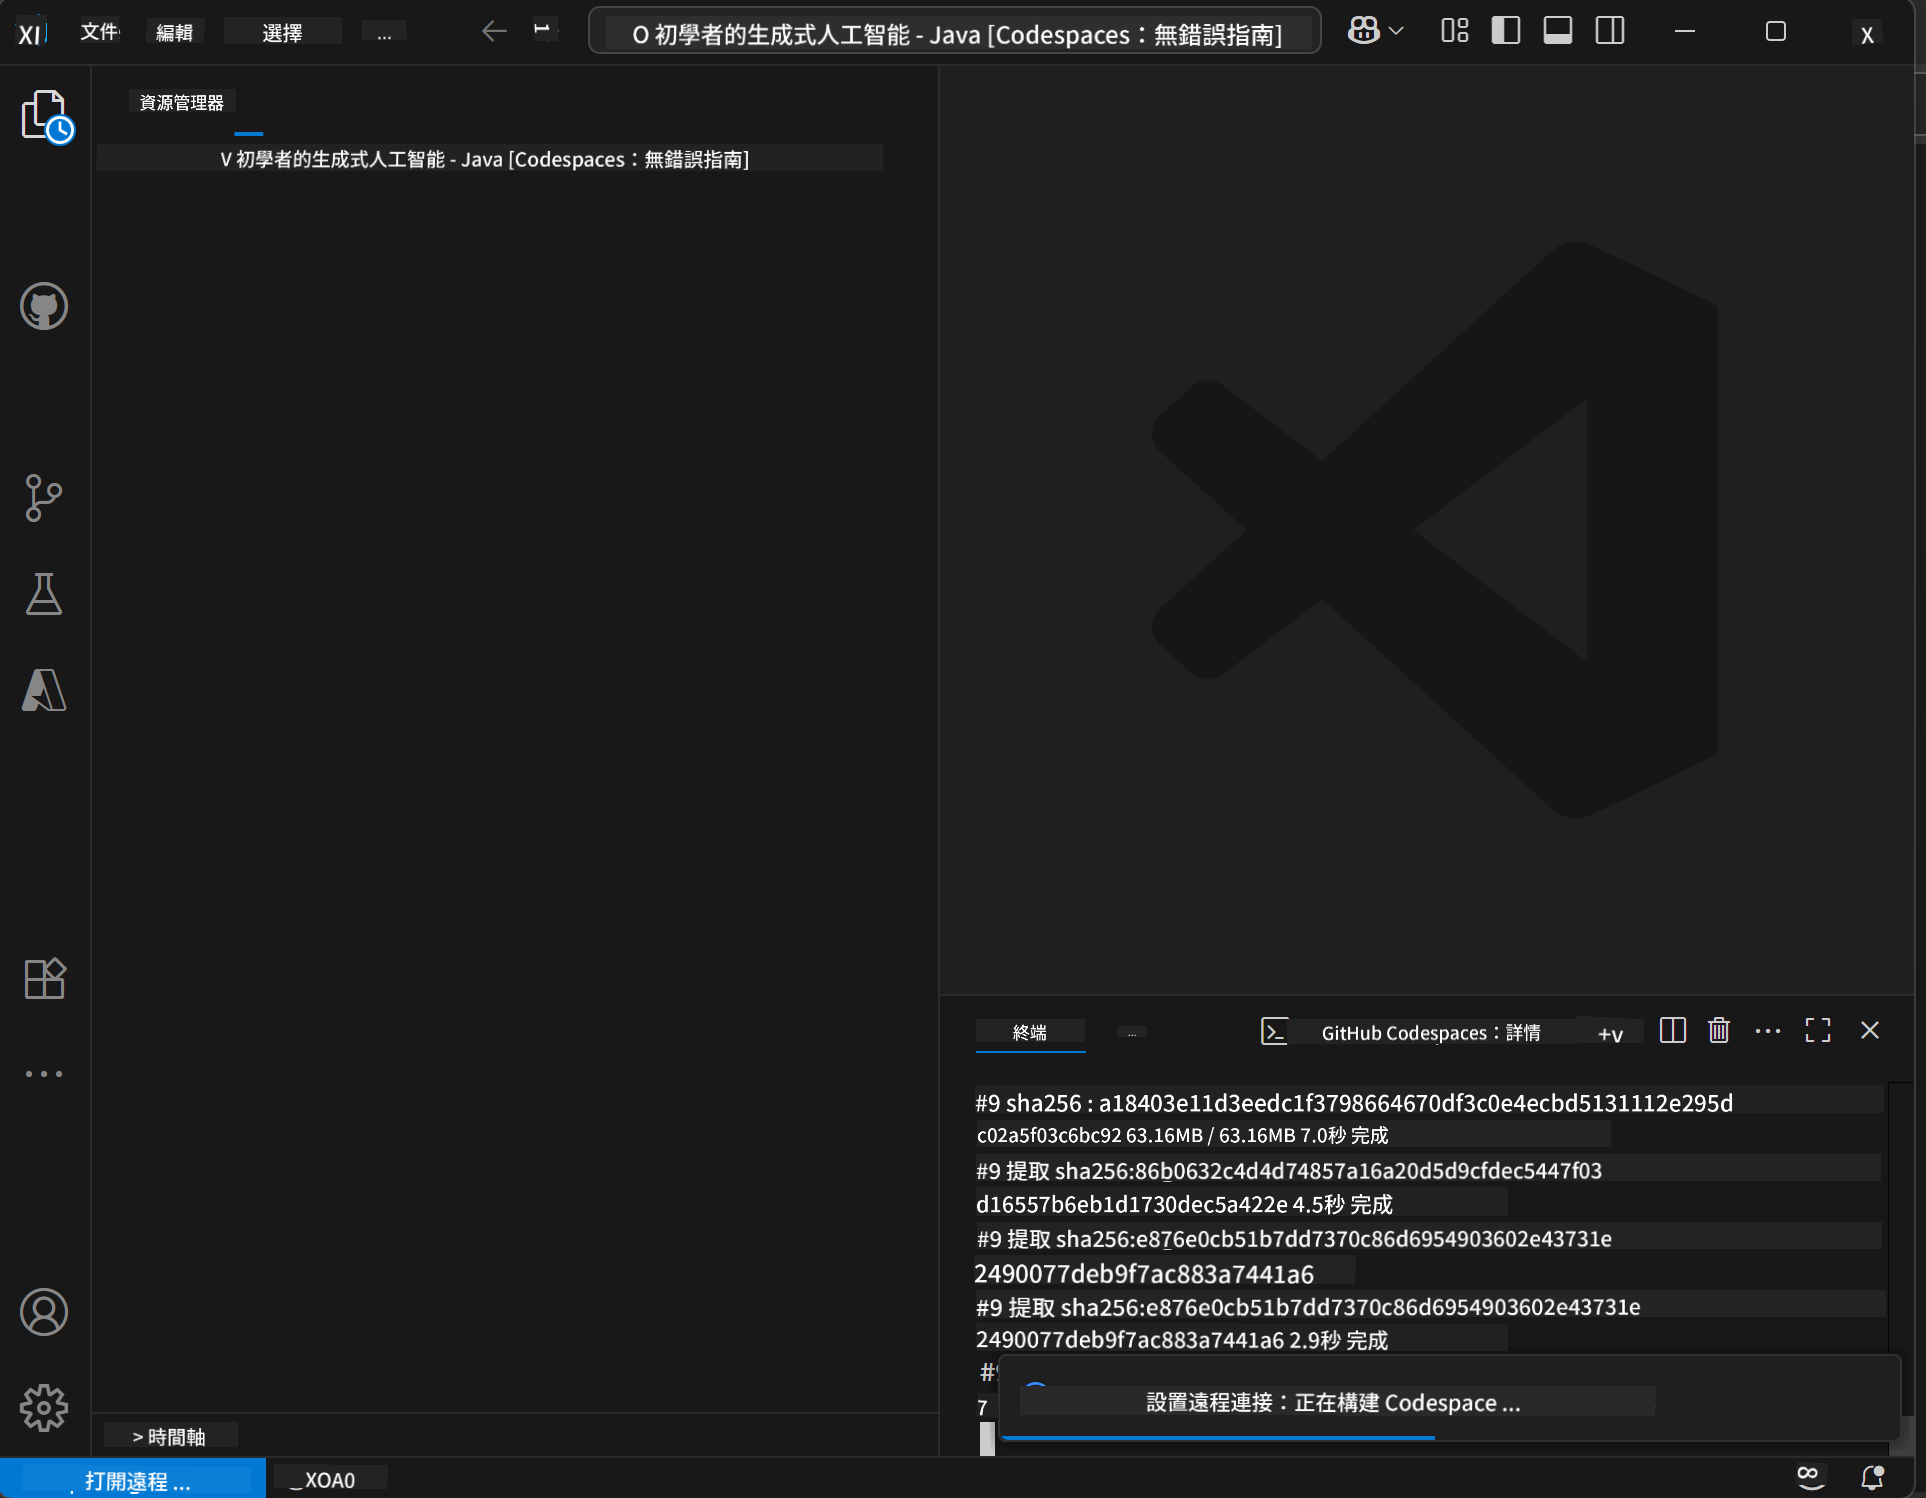 文件
編輯
選擇
...
O 初學者的生成式人工智能 - Java [Codespaces：無錯誤指南]
資源管理器
V 初學者的生成式人工智能 - Java [Codespaces：無錯誤指南]
終端
...
GitHub Codespaces：詳情
+v
#9 sha256 : a18403e11d3eedc1f3798664670df3c0e4ecbd5131112e295d
c02a5f03c6bc92 63.16MB / 63.16MB 7.0秒 完成
#9 提取 sha256:86b0632c4d4d74857a16a20d5d9cfdec5447f03
d16557b6eb1d1730dec5a422e 4.5秒 完成
#9 提取 sha256:e876e0cb51b7dd7370c86d6954903602e43731e
2490077deb9f7ac883a7441a6
#9 提取 sha256:e876e0cb51b7dd7370c86d6954903602e43731e
2490077deb9f7ac883a7441a6 2.9秒 完成
7
設置遠程連接：正在構建 Codespace ...
> 時間軸
打開遠程 ...
XOA0